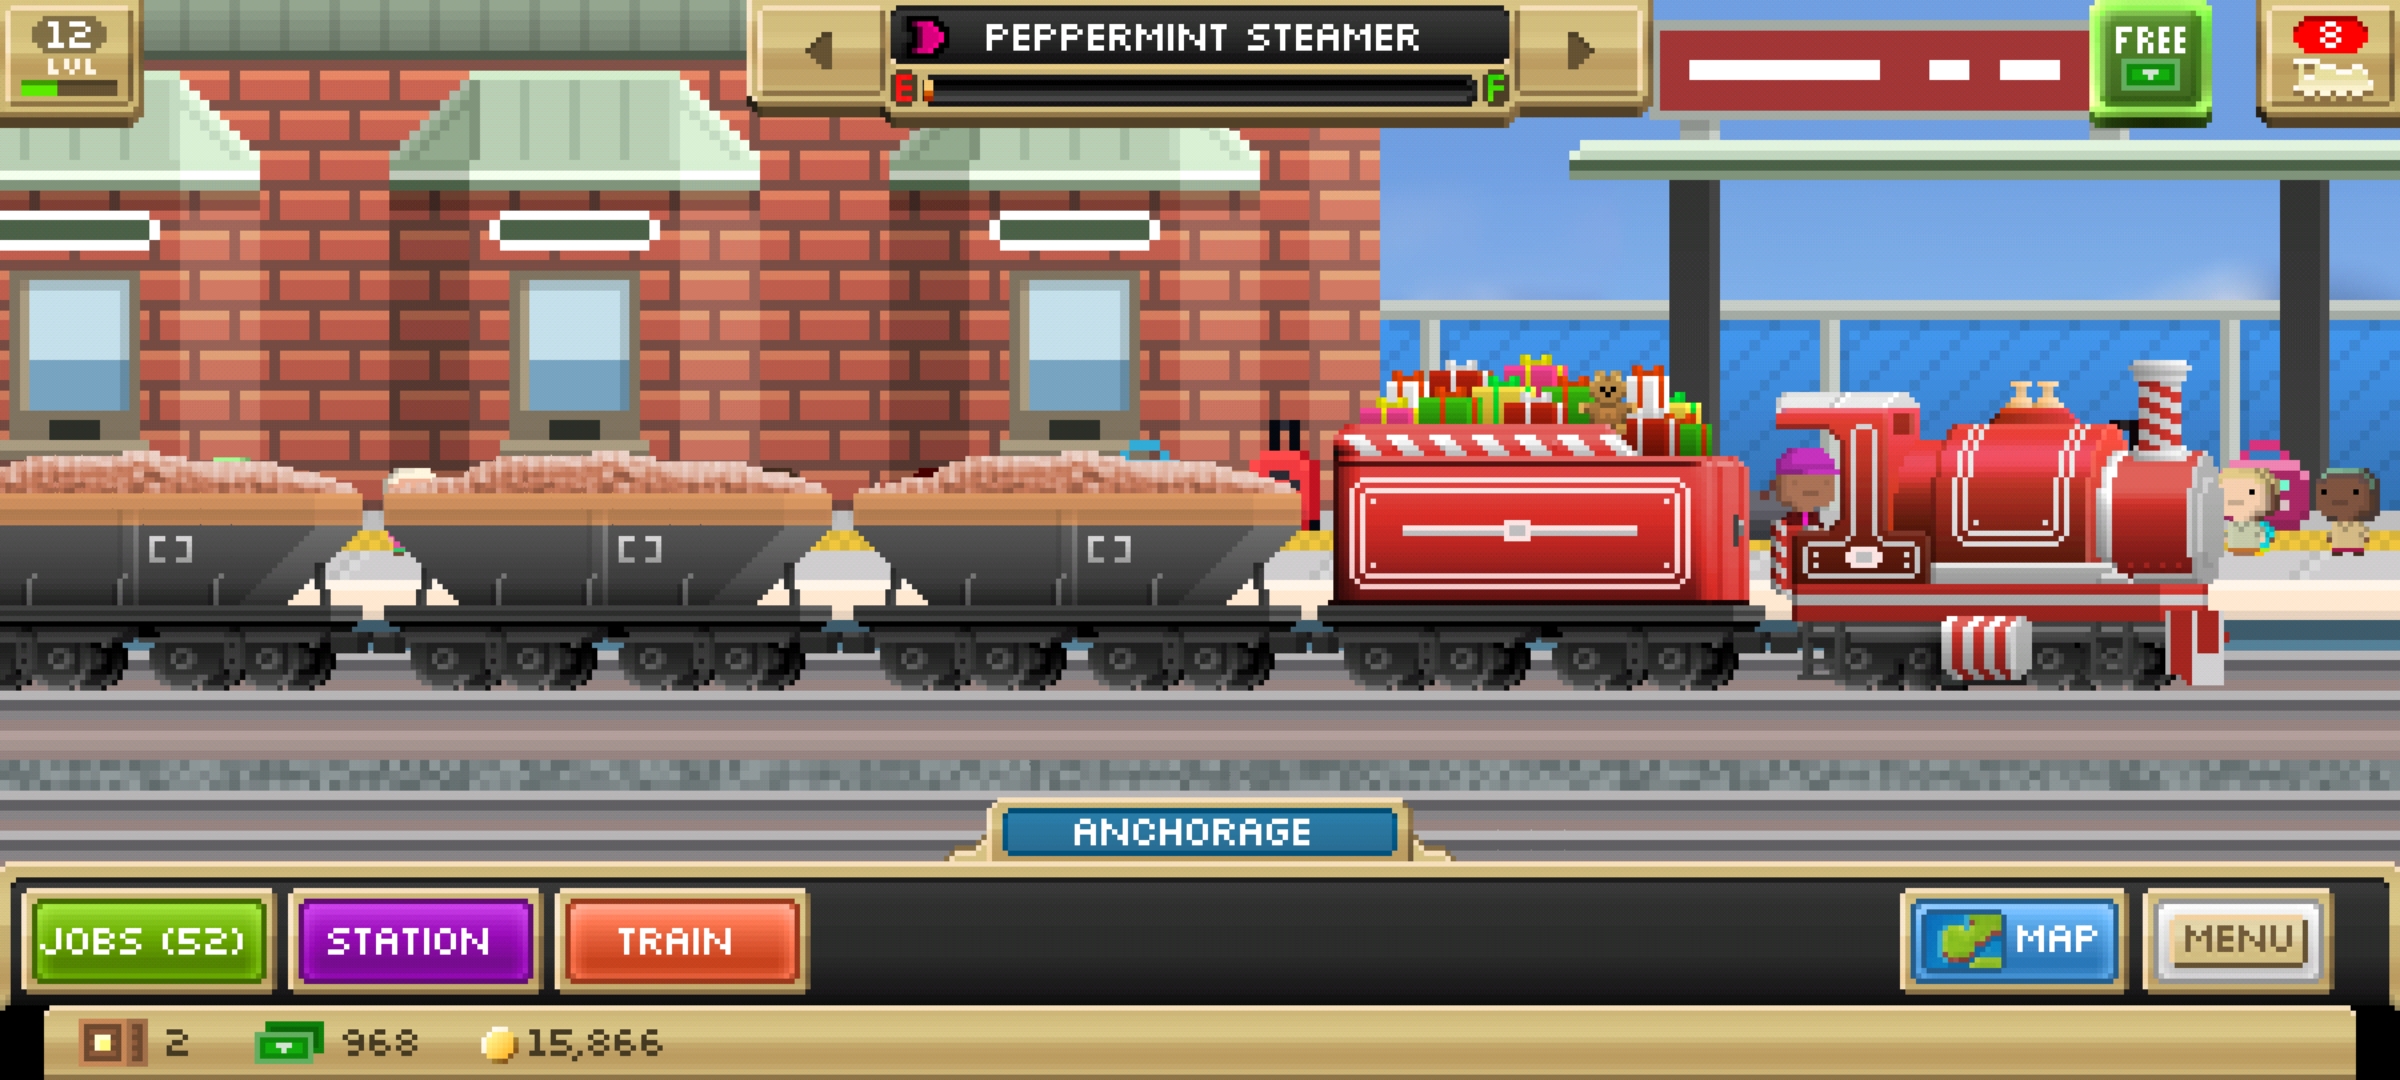 12
LVL
PEPPERMINT STEAMER
E F
FREE
8
ANCHORAGE
JOBS (52)
STATION
TRAIN
MAP
MENU
2
968
15,866